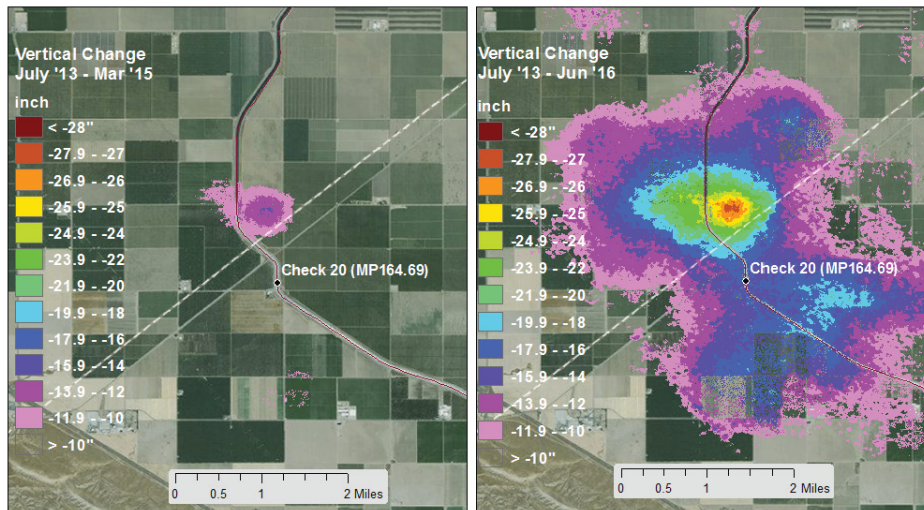 Vertical Change
July '13 - Mar '15
inch
< -28"
-27.9 - -27
-26.9 - -26
-25.9 - -25
-24.9 - -24
-23.9 - -22
-21.9 - -20
-19.9 - -18
-17.9 - -16
-15.9 - -14
-13.9 - -12
-11.9 - -10
> -10"
Check 20 (MP164.69)
0 0.5 1 2 Miles
Vertical Change
July '13 - Jun '16
inch
< -28"
-27.9 - -27
-26.9 - -26
-25.9 - -25
-24.9 - -24
-23.9 - -22
-21.9 - -20
-19.9 - -18
-17.9 - -16
-15.9 - -14
-13.9 - -12
-11.9 - -10
> -10"
Check 20 (MP164.69)
0 0.5 1 2 Miles